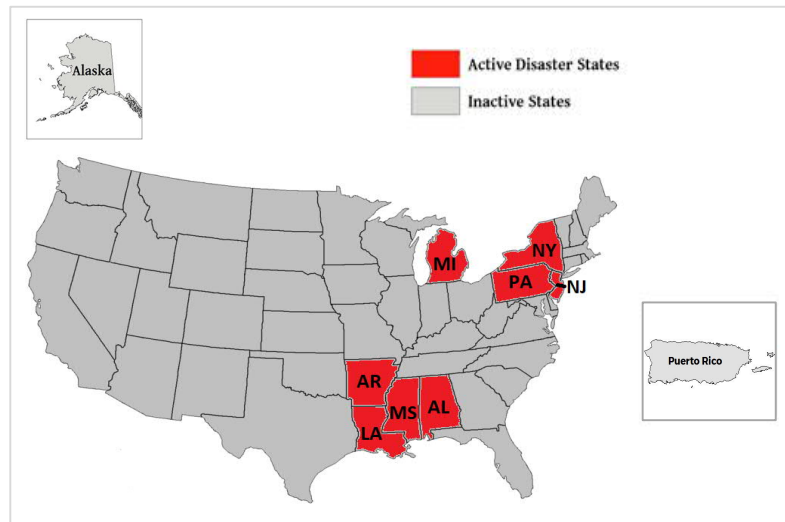 Alaska
Active Disaster States
Inactive States
NY
MI
PA
NJ
Puerto Rico
AR
MS
AL
LA